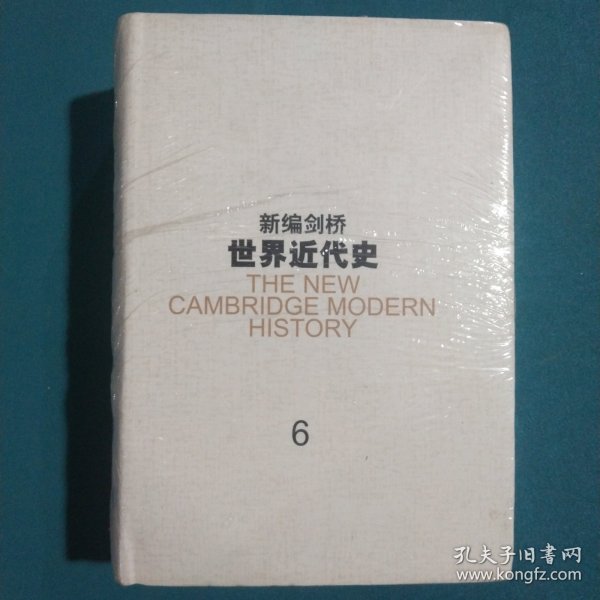 新编剑桥
世界近代史
THE NEW
CAMBRIDGE MODERN
HISTORY
6
孔夫子旧书网
www.kongfz.com